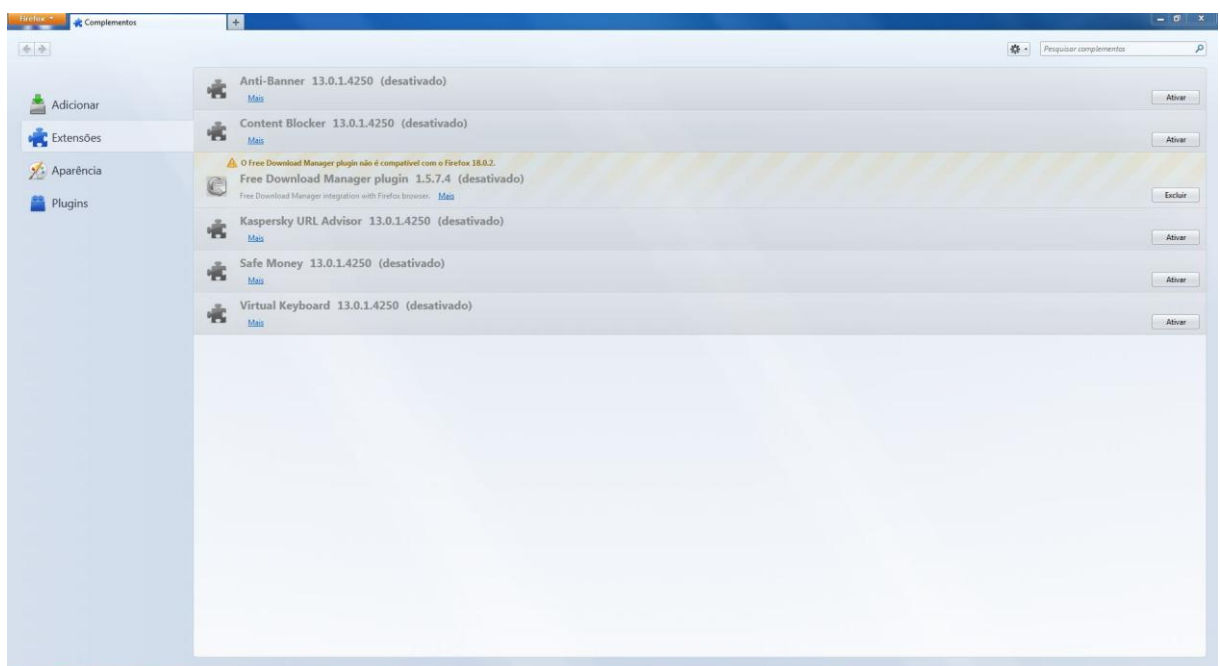 Firefox
Complementos
Pesquisar complementos
Adicionar
Extensões
Aparência
Plugins
Anti-Banner 13.0.1.4250 (desativado)
Mais
Ativar
Content Blocker 13.0.1.4250 (desativado)
Mais
Ativar
O Free Download Manager plugin não é compatível com o Firefox 18.0.2.
Free Download Manager plugin 1.5.7.4 (desativado)
Free Download Manager integration with Firefox browser. Mais
Excluir
Kaspersky URL Advisor 13.0.1.4250 (desativado)
Mais
Ativar
Safe Money 13.0.1.4250 (desativado)
Mais
Ativar
Virtual Keyboard 13.0.1.4250 (desativado)
Mais
Ativar